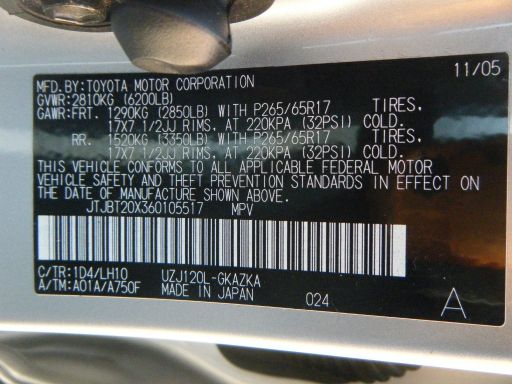 MFD.BY:TOYOTA MOTOR CORPORATION 11/05
GVWR:2810KG (6200LB)
GAWR:FRT. 1290KG (2850LB) WITH P265/65R17 TIRES,
17X7 1/2JJ RIMS, AT 220KPA (32PSI) COLD.
RR. 1520KG (3350LB) WITH P265/65R17 TIRES,
17X7 1/2JJ RIMS, AT 220KPA (32PSI) COLD.
THIS VEHICLE CONFORMS TO ALL APPLICABLE FEDERAL MOTOR
VEHICLE SAFETY AND THEFT PREVENTION STANDARDS IN EFFECT ON
THE DATE OF MANUFACTURE SHOWN ABOVE.
JTJBT20X360105517 MPV
C/TR:1D4/LH10 UZJ120L-GKAZKA
A/TM:A01A/A750F MADE IN JAPAN 024 A